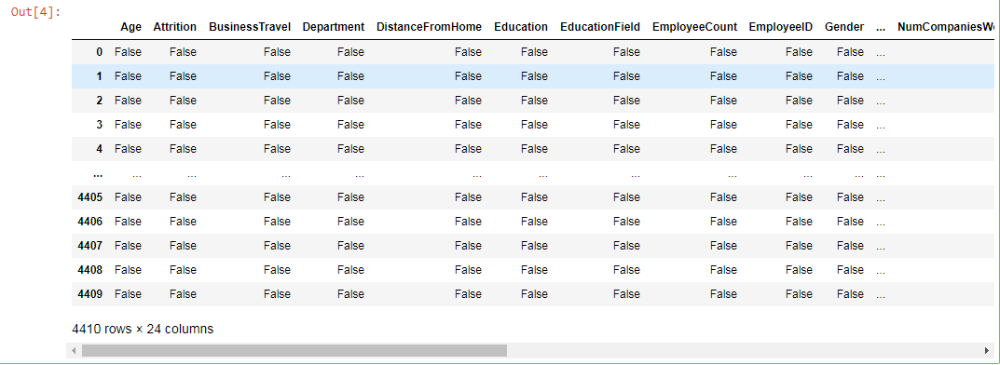 Out[4]:
Age Attrition BusinessTravel Department DistanceFromHome Education EducationField EmployeeCount EmployeeID Gender ... NumCompaniesWo
0 False False False False False False False False False False ...
1 False False False False False False False False False False ...
2 False False False False False False False False False False ...
3 False False False False False False False False False False ...
4 False False False False False False False False False False ...
... ... ... ... ... ... ... ... ... ... ... ...
4405 False False False False False False False False False False ...
4406 False False False False False False False False False False ...
4407 False False False False False False False False False False ...
4408 False False False False False False False False False False ...
4409 False False False False False False False False False False ...
4410 rows × 24 columns